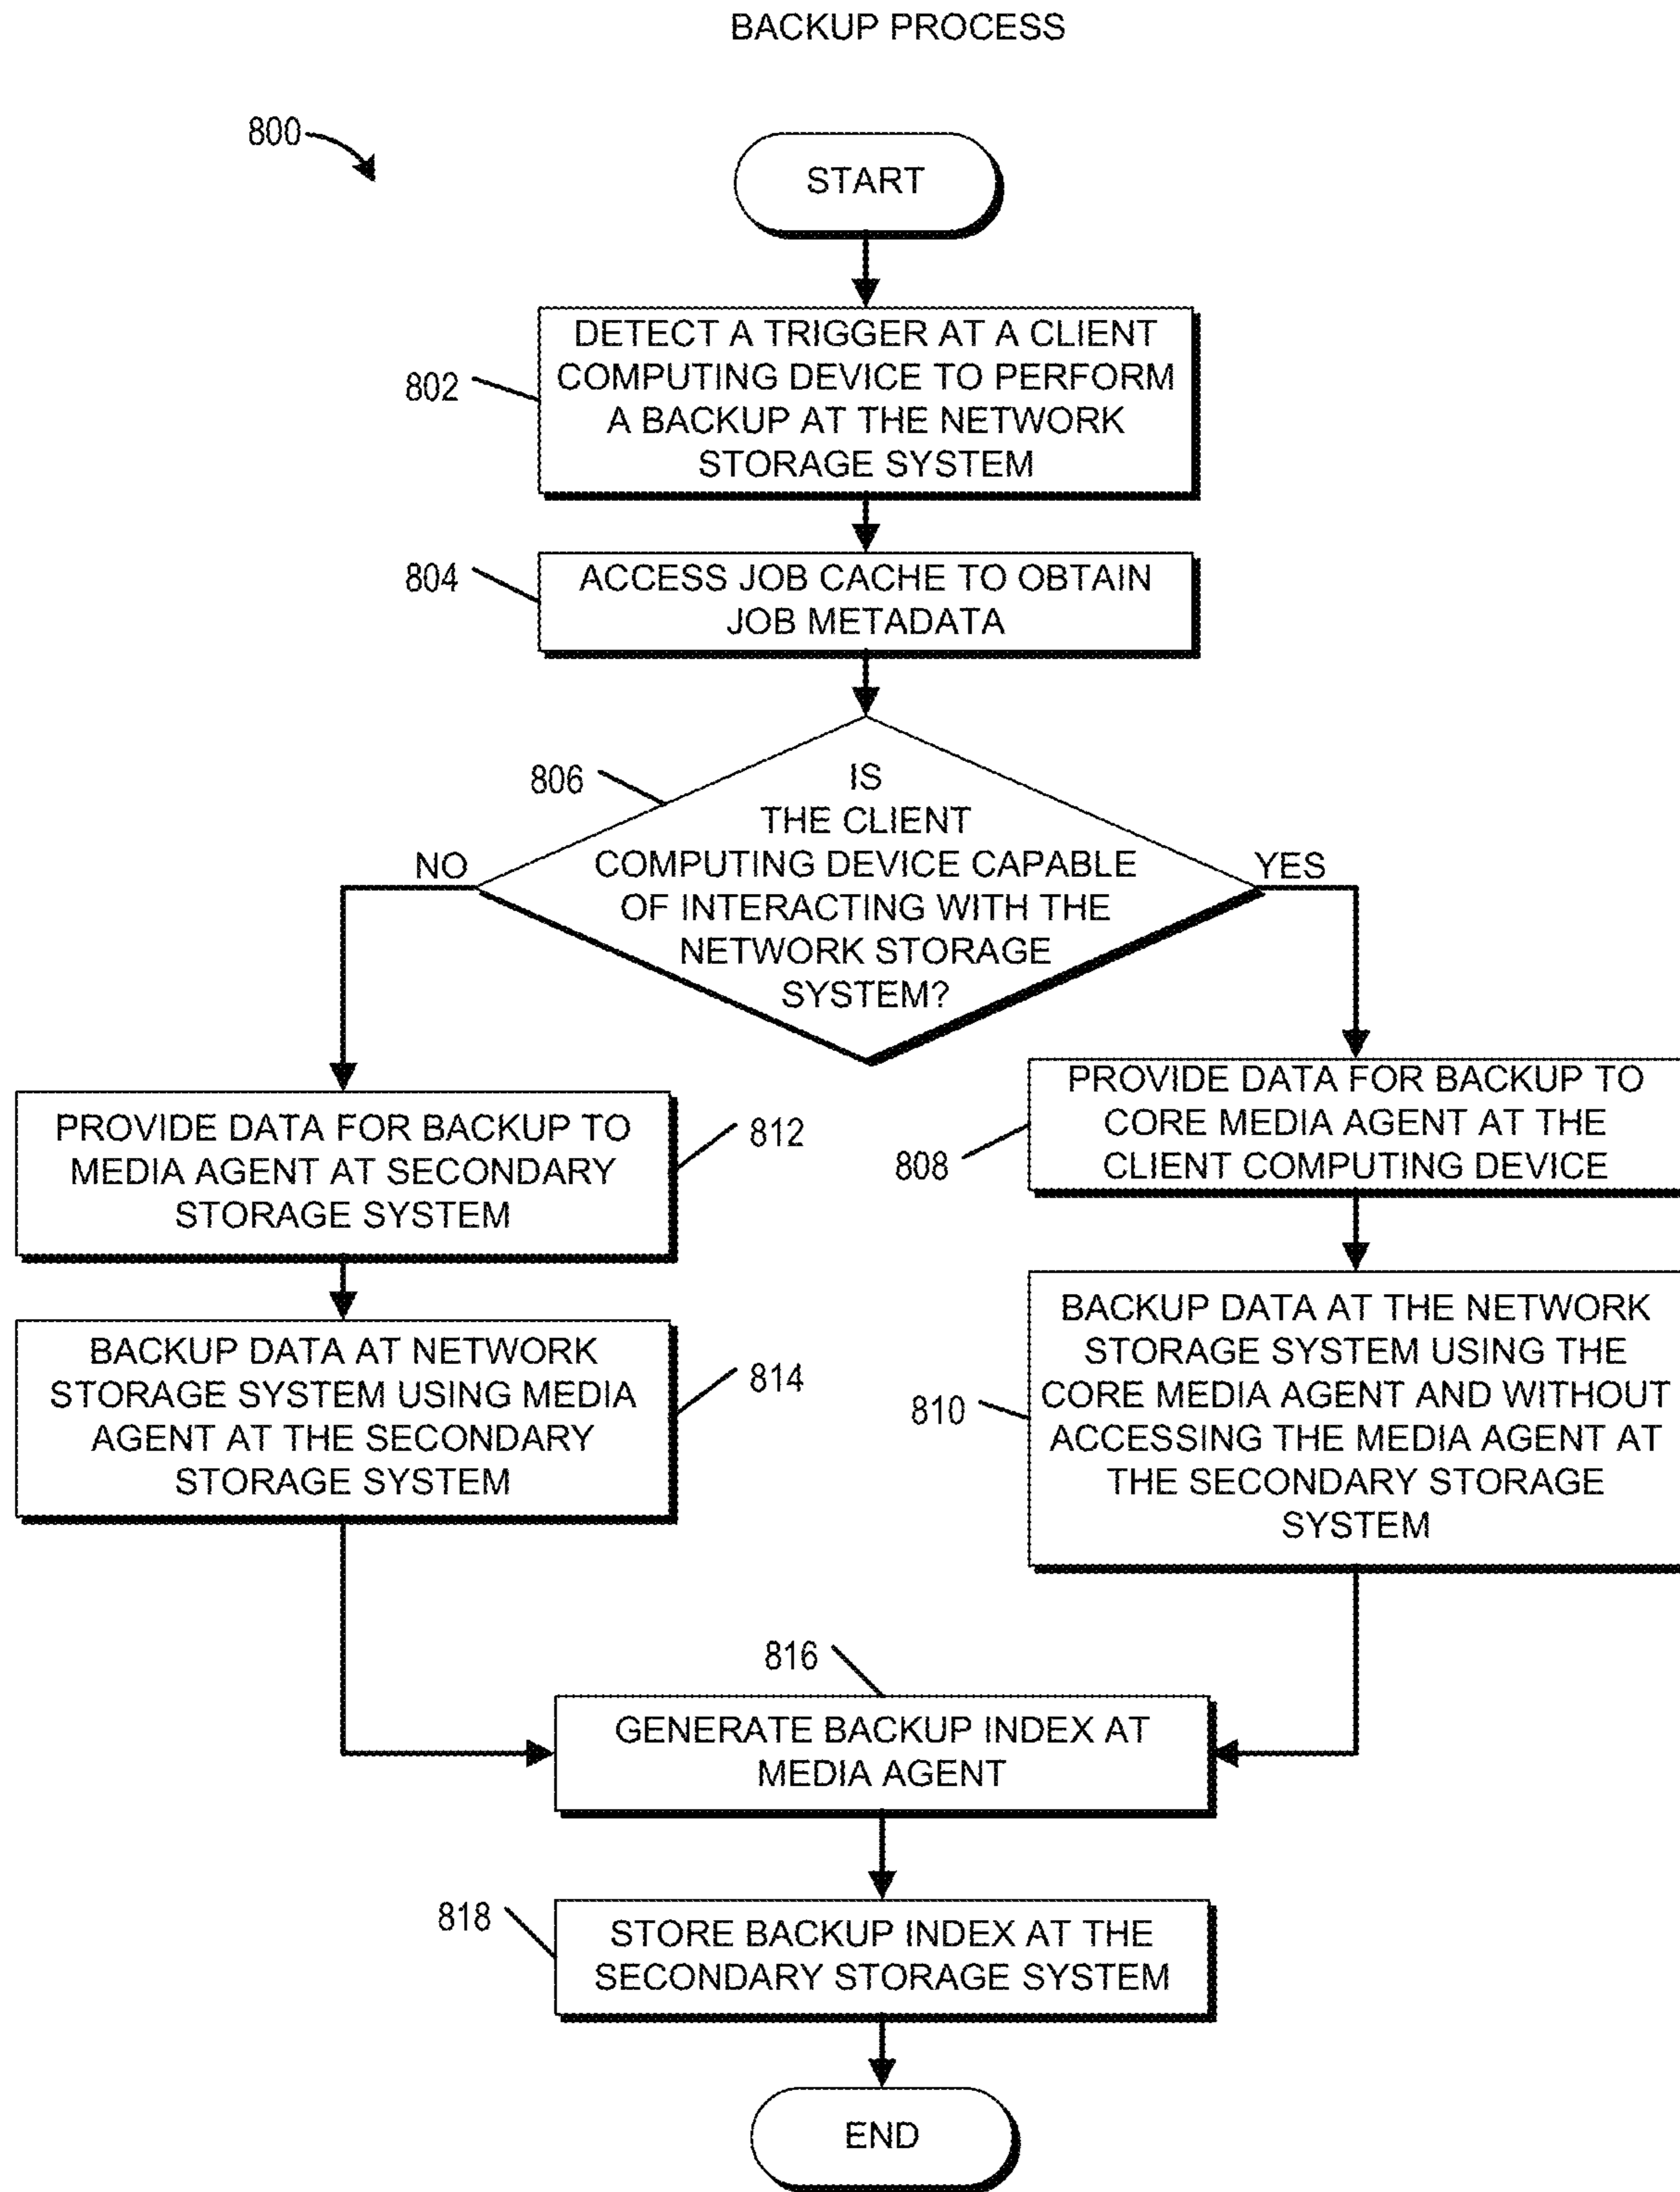 BACKUP PROCESS
800
START
802
DETECT A TRIGGER AT A CLIENT
COMPUTING DEVICE TO PERFORM
A BACKUP AT THE NETWORK
STORAGE SYSTEM
804
ACCESS JOB CACHE TO OBTAIN
JOB METADATA
806
IS
THE CLIENT
COMPUTING DEVICE CAPABLE
OF INTERACTING WITH THE
NETWORK STORAGE
SYSTEM?
NO
YES
PROVIDE DATA FOR BACKUP TO
MEDIA AGENT AT SECONDARY
STORAGE SYSTEM
812
808
PROVIDE DATA FOR BACKUP TO
CORE MEDIA AGENT AT THE
CLIENT COMPUTING DEVICE
BACKUP DATA AT NETWORK
STORAGE SYSTEM USING MEDIA
AGENT AT THE SECONDARY
STORAGE SYSTEM
814
810
BACKUP DATA AT THE NETWORK
STORAGE SYSTEM USING THE
CORE MEDIA AGENT AND WITHOUT
ACCESSING THE MEDIA AGENT AT
THE SECONDARY STORAGE
SYSTEM
816
GENERATE BACKUP INDEX AT
MEDIA AGENT
818
STORE BACKUP INDEX AT THE
SECONDARY STORAGE SYSTEM
END